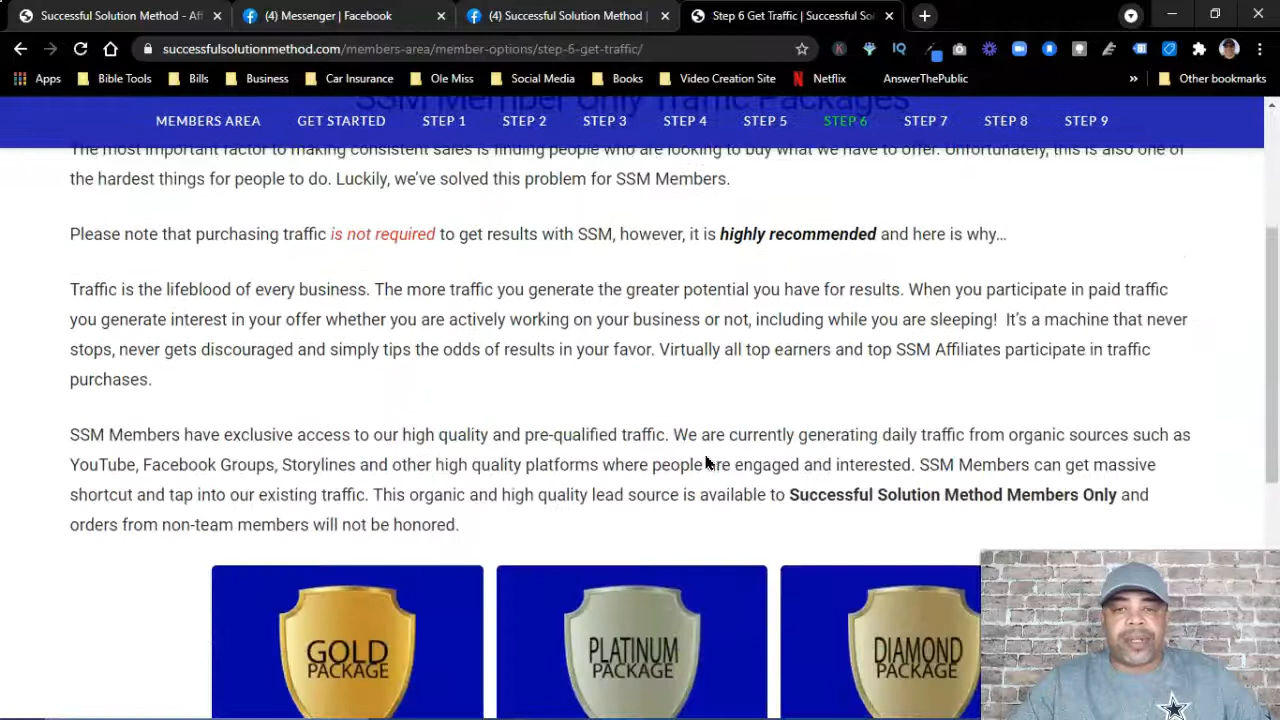 Successful Solution Method - Aff
(4) Messenger | Facebook
(4) Successful Solution Method |
Step 6 Get Traffic | Successful So
successfulsolutionmethod.com/members-area/member-options/step-6-get-traffic/
Apps
Bible Tools
Bills
Business
Car Insurance
Ole Miss
Social Media
Books
Video Creation Site
Netflix
AnswerThePublic
Other bookmarks
SSM Member Only Traffic Packages
MEMBERS AREA
GET STARTED
STEP 1
STEP 2
STEP 3
STEP 4
STEP 5
STEP 6
STEP 7
STEP 8
STEP 9
The most important factor to making consistent sales is finding people who are looking to buy what we have to offer. Unfortunately, this is also one of
the hardest things for people to do. Luckily, we've solved this problem for SSM Members.
Please note that purchasing traffic is not required to get results with SSM, however, it is highly recommended and here is why…
Traffic is the lifeblood of every business. The more traffic you generate the greater potential you have for results. When you participate in paid traffic
you generate interest in your offer whether you are actively working on your business or not, including while you are sleeping! It's a machine that never
stops, never gets discouraged and simply tips the odds of results in your favor. Virtually all top earners and top SSM Affiliates participate in traffic
purchases.
SSM Members have exclusive access to our high quality and pre-qualified traffic. We are currently generating daily traffic from organic sources such as
YouTube, Facebook Groups, Storylines and other high quality platforms where people are engaged and interested. SSM Members can get massive
shortcut and tap into our existing traffic. This organic and high quality lead source is available to Successful Solution Method Members Only and
orders from non-team members will not be honored.
GOLD
PACKAGE
PLATINUM
PACKAGE
DIAMOND
PACKAGE